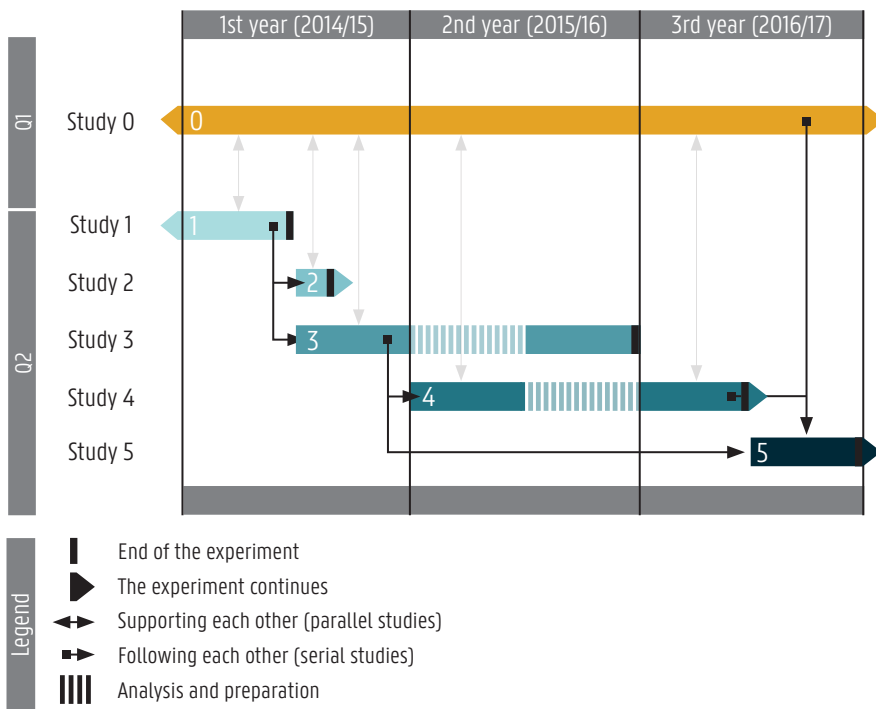 1st year (2014/15) 2nd year (2015/16) 3rd year (2016/17)
Q1
Study 0
0
Q2
Study 1
1
Study 2
2
Study 3
3
Study 4
4
Study 5
5
Legend
End of the experiment
The experiment continues
Supporting each other (parallel studies)
Following each other (serial studies)
Analysis and preparation